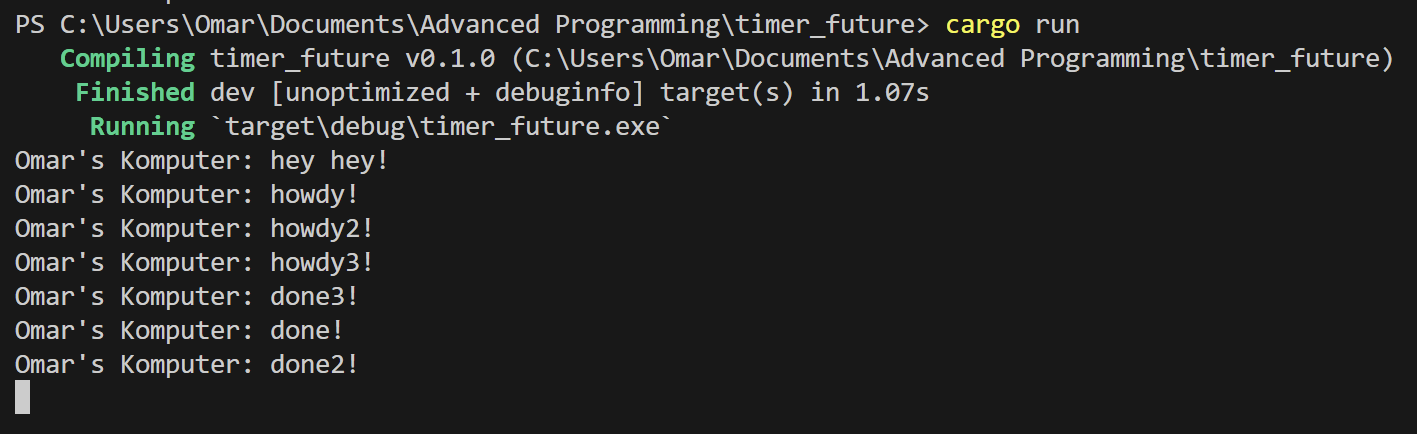 PS C:\Users\Omar\Documents\Advanced Programming\timer_future> cargo run
   Compiling timer_future v0.1.0 (C:\Users\Omar\Documents\Advanced Programming\timer_future)
    Finished dev [unoptimized + debuginfo] target(s) in 1.07s
     Running `target\debug\timer_future.exe`
Omar's Komputer: hey hey!
Omar's Komputer: howdy!
Omar's Komputer: howdy2!
Omar's Komputer: howdy3!
Omar's Komputer: done3!
Omar's Komputer: done!
Omar's Komputer: done2!